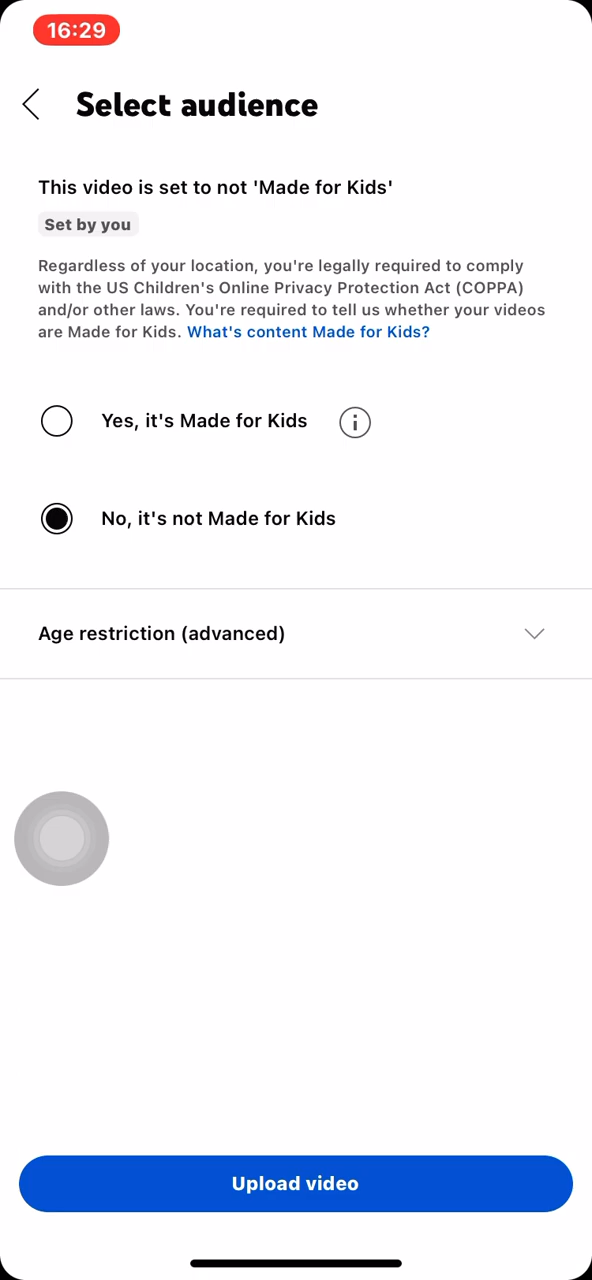 16:29
Select audience
This video is set to not 'Made for Kids'
Set by you
Regardless of your location, you're legally required to comply
with the US Children's Online Privacy Protection Act (COPPA)
and/or other laws. You're required to tell us whether your videos
are Made for Kids. What's content Made for Kids?
Yes, it's Made for Kids
No, it's not Made for Kids
Age restriction (advanced)
Upload video